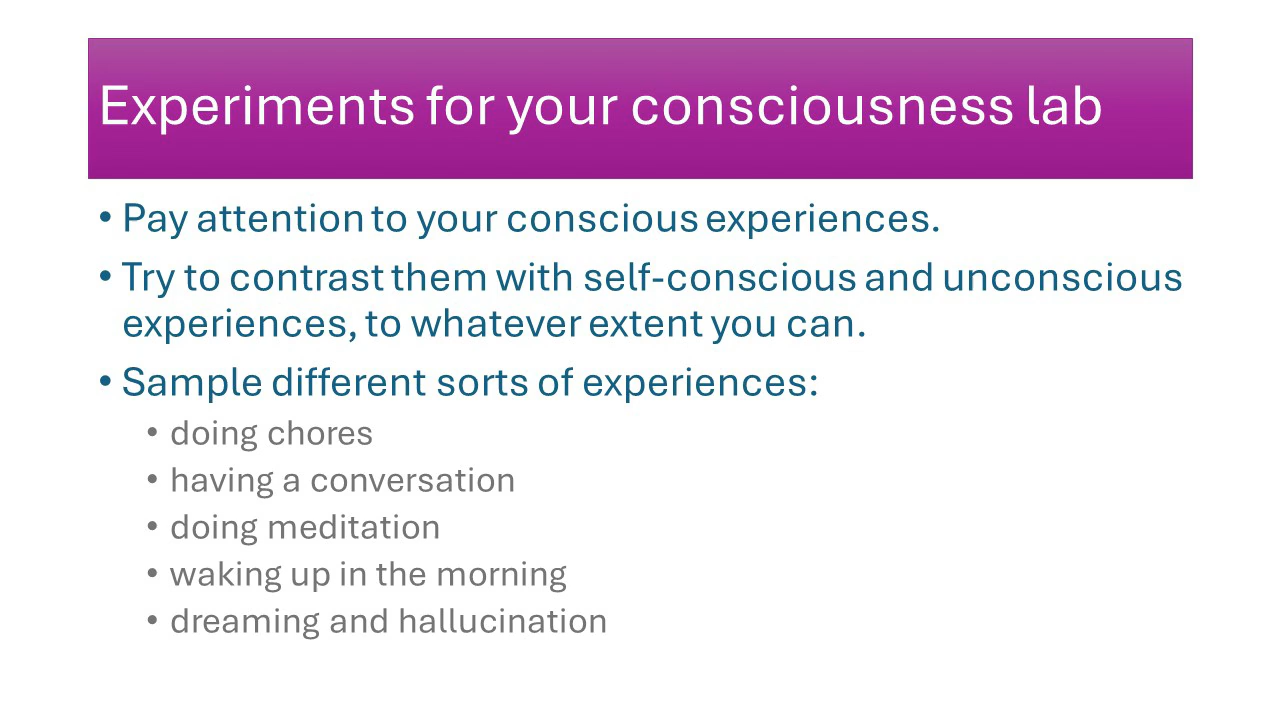 Experiments for your consciousness lab
• Pay attention to your conscious experiences.
• Try to contrast them with self-conscious and unconscious
experiences, to whatever extent you can.
• Sample different sorts of experiences:
• doing chores
• having a conversation
• doing meditation
• waking up in the morning
• dreaming and hallucination